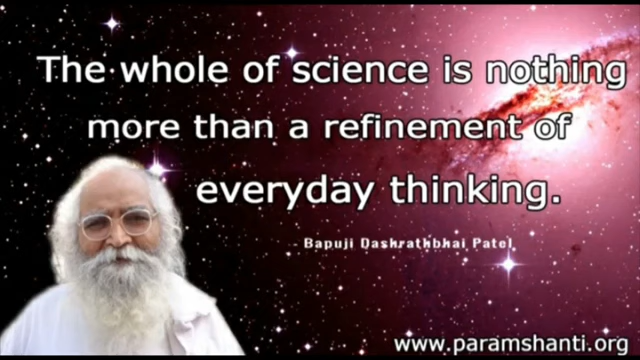 The whole of science is nothing
more than a refinement of
everyday thinking.
- Bapuji Dashrathbhai Patel
www.paramshanti.org